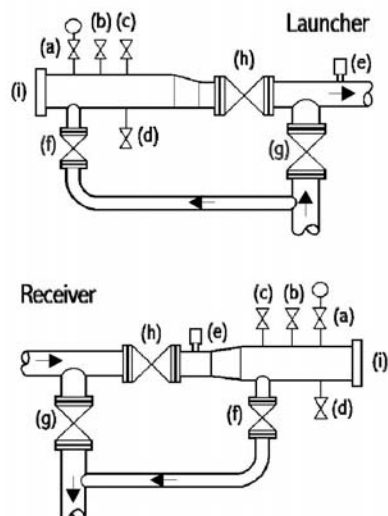 Launcher
(a) (b) (c) (h) (e)
(i)
(f) (d) (g)
Receiver
(c) (b) (a)
(h) (e)
(i)
(g) (f) (d)